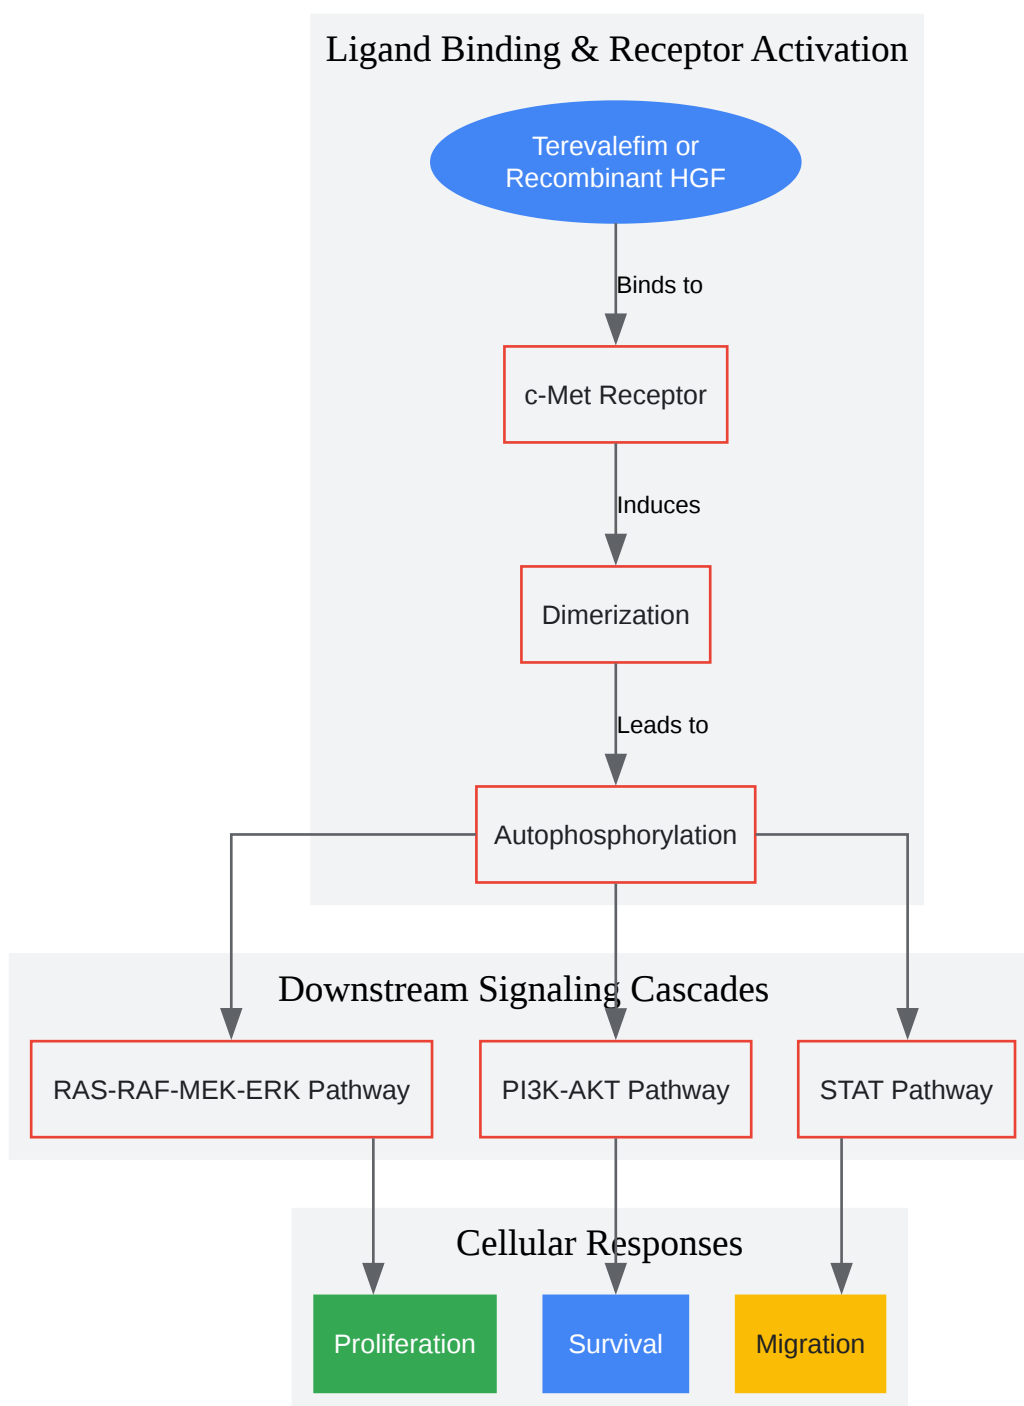 Ligand Binding & Receptor Activation
Terevalefim or
Recombinant HGF
Binds to
c-Met Receptor
Induces
Dimerization
Leads to
Autophosphorylation
Downstream Signaling Cascades
RAS-RAF-MEK-ERK Pathway
PI3K-AKT Pathway
STAT Pathway
Cellular Responses
Proliferation
Survival
Migration